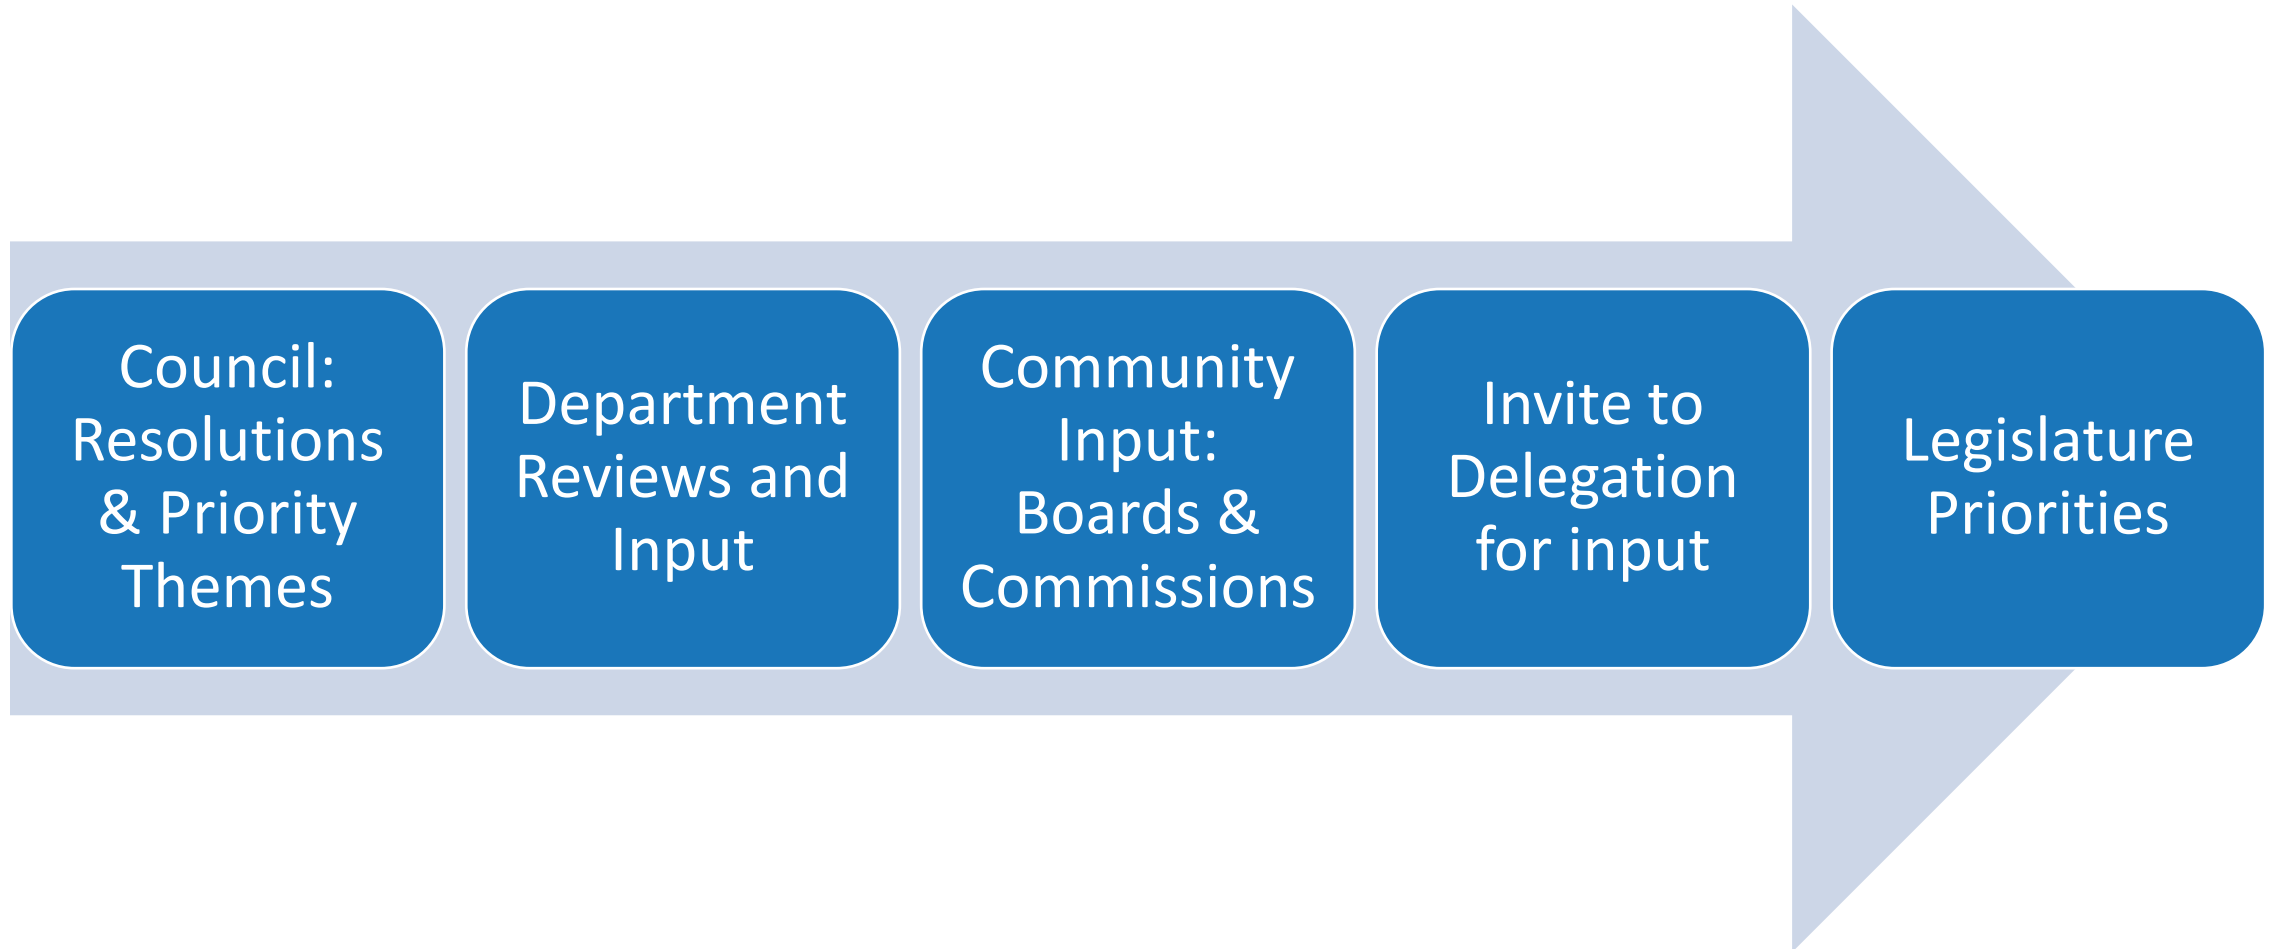 Council:
Resolutions
& Priority
Themes
Department
Reviews and
Input
Community
Input:
Boards &
Commissions
Invite to
Delegation
for input
Legislature
Priorities